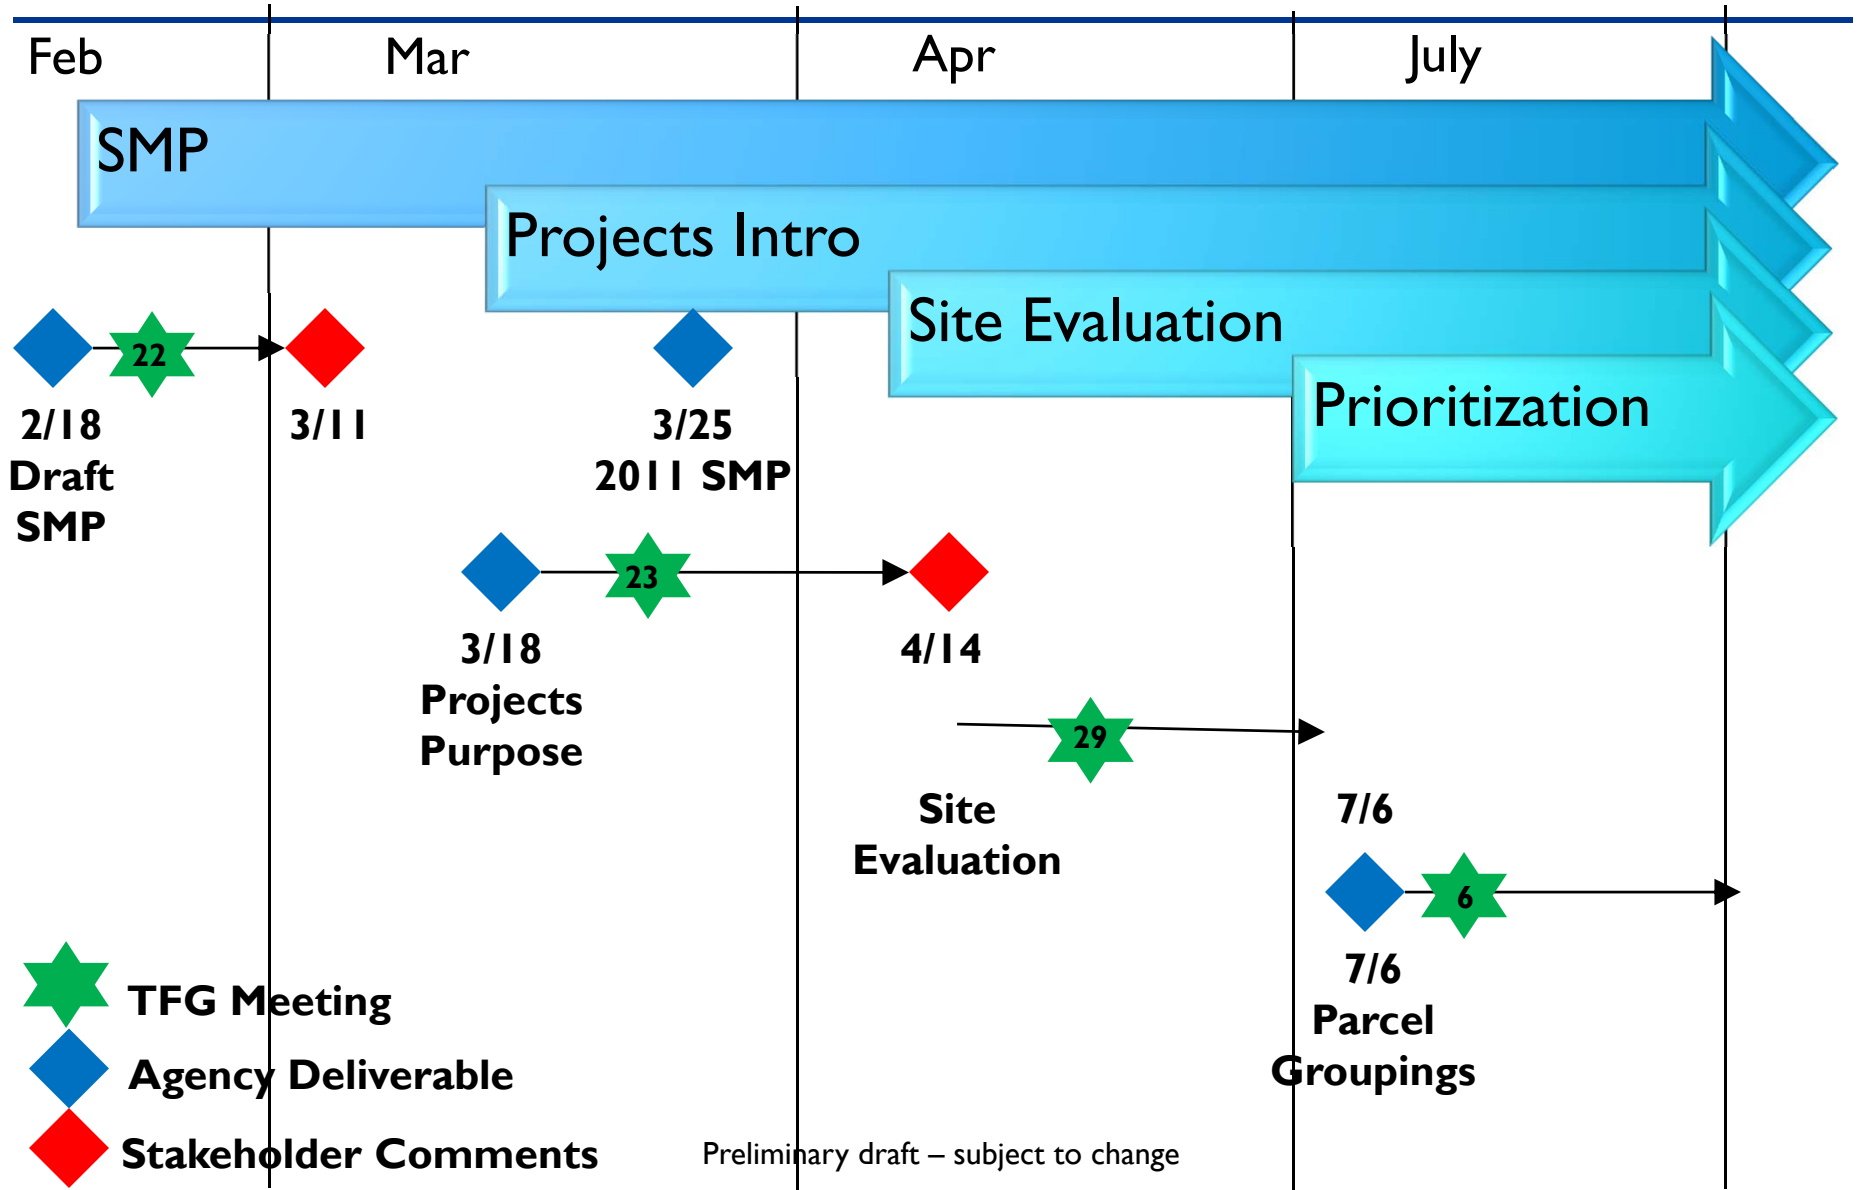 Feb Mar Apr July
SMP
Projects Intro
Site Evaluation
Prioritization
22
2/18
Draft
SMP
3/11
3/25
2011 SMP
23
3/18
Projects
Purpose
4/14
29
Site
Evaluation
7/6
6
7/6
Parcel
Groupings
TFG Meeting
Agency Deliverable
Stakeholder Comments
Preliminary draft – subject to change